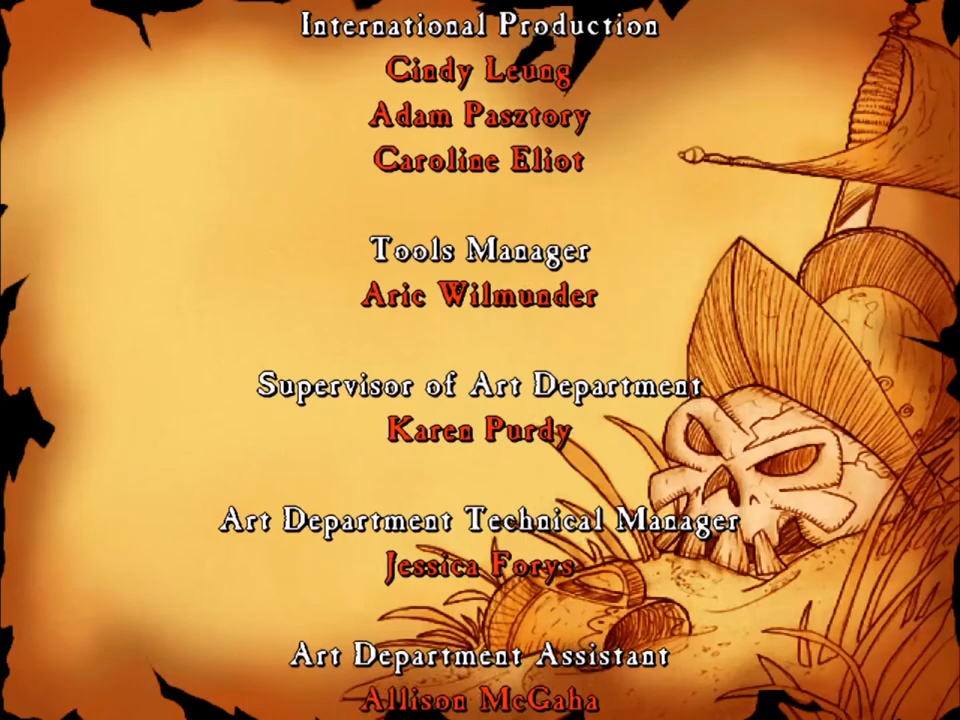 International Production
Cindy Leung
Adam Pasztory
Caroline Eliot
Tools Manager
Aric Wilmunder
Supervisor of Art Department
Karen Purdy
Art Department Technical Manager
Jessica Forys
Art Department Assistant
Allison McGaha